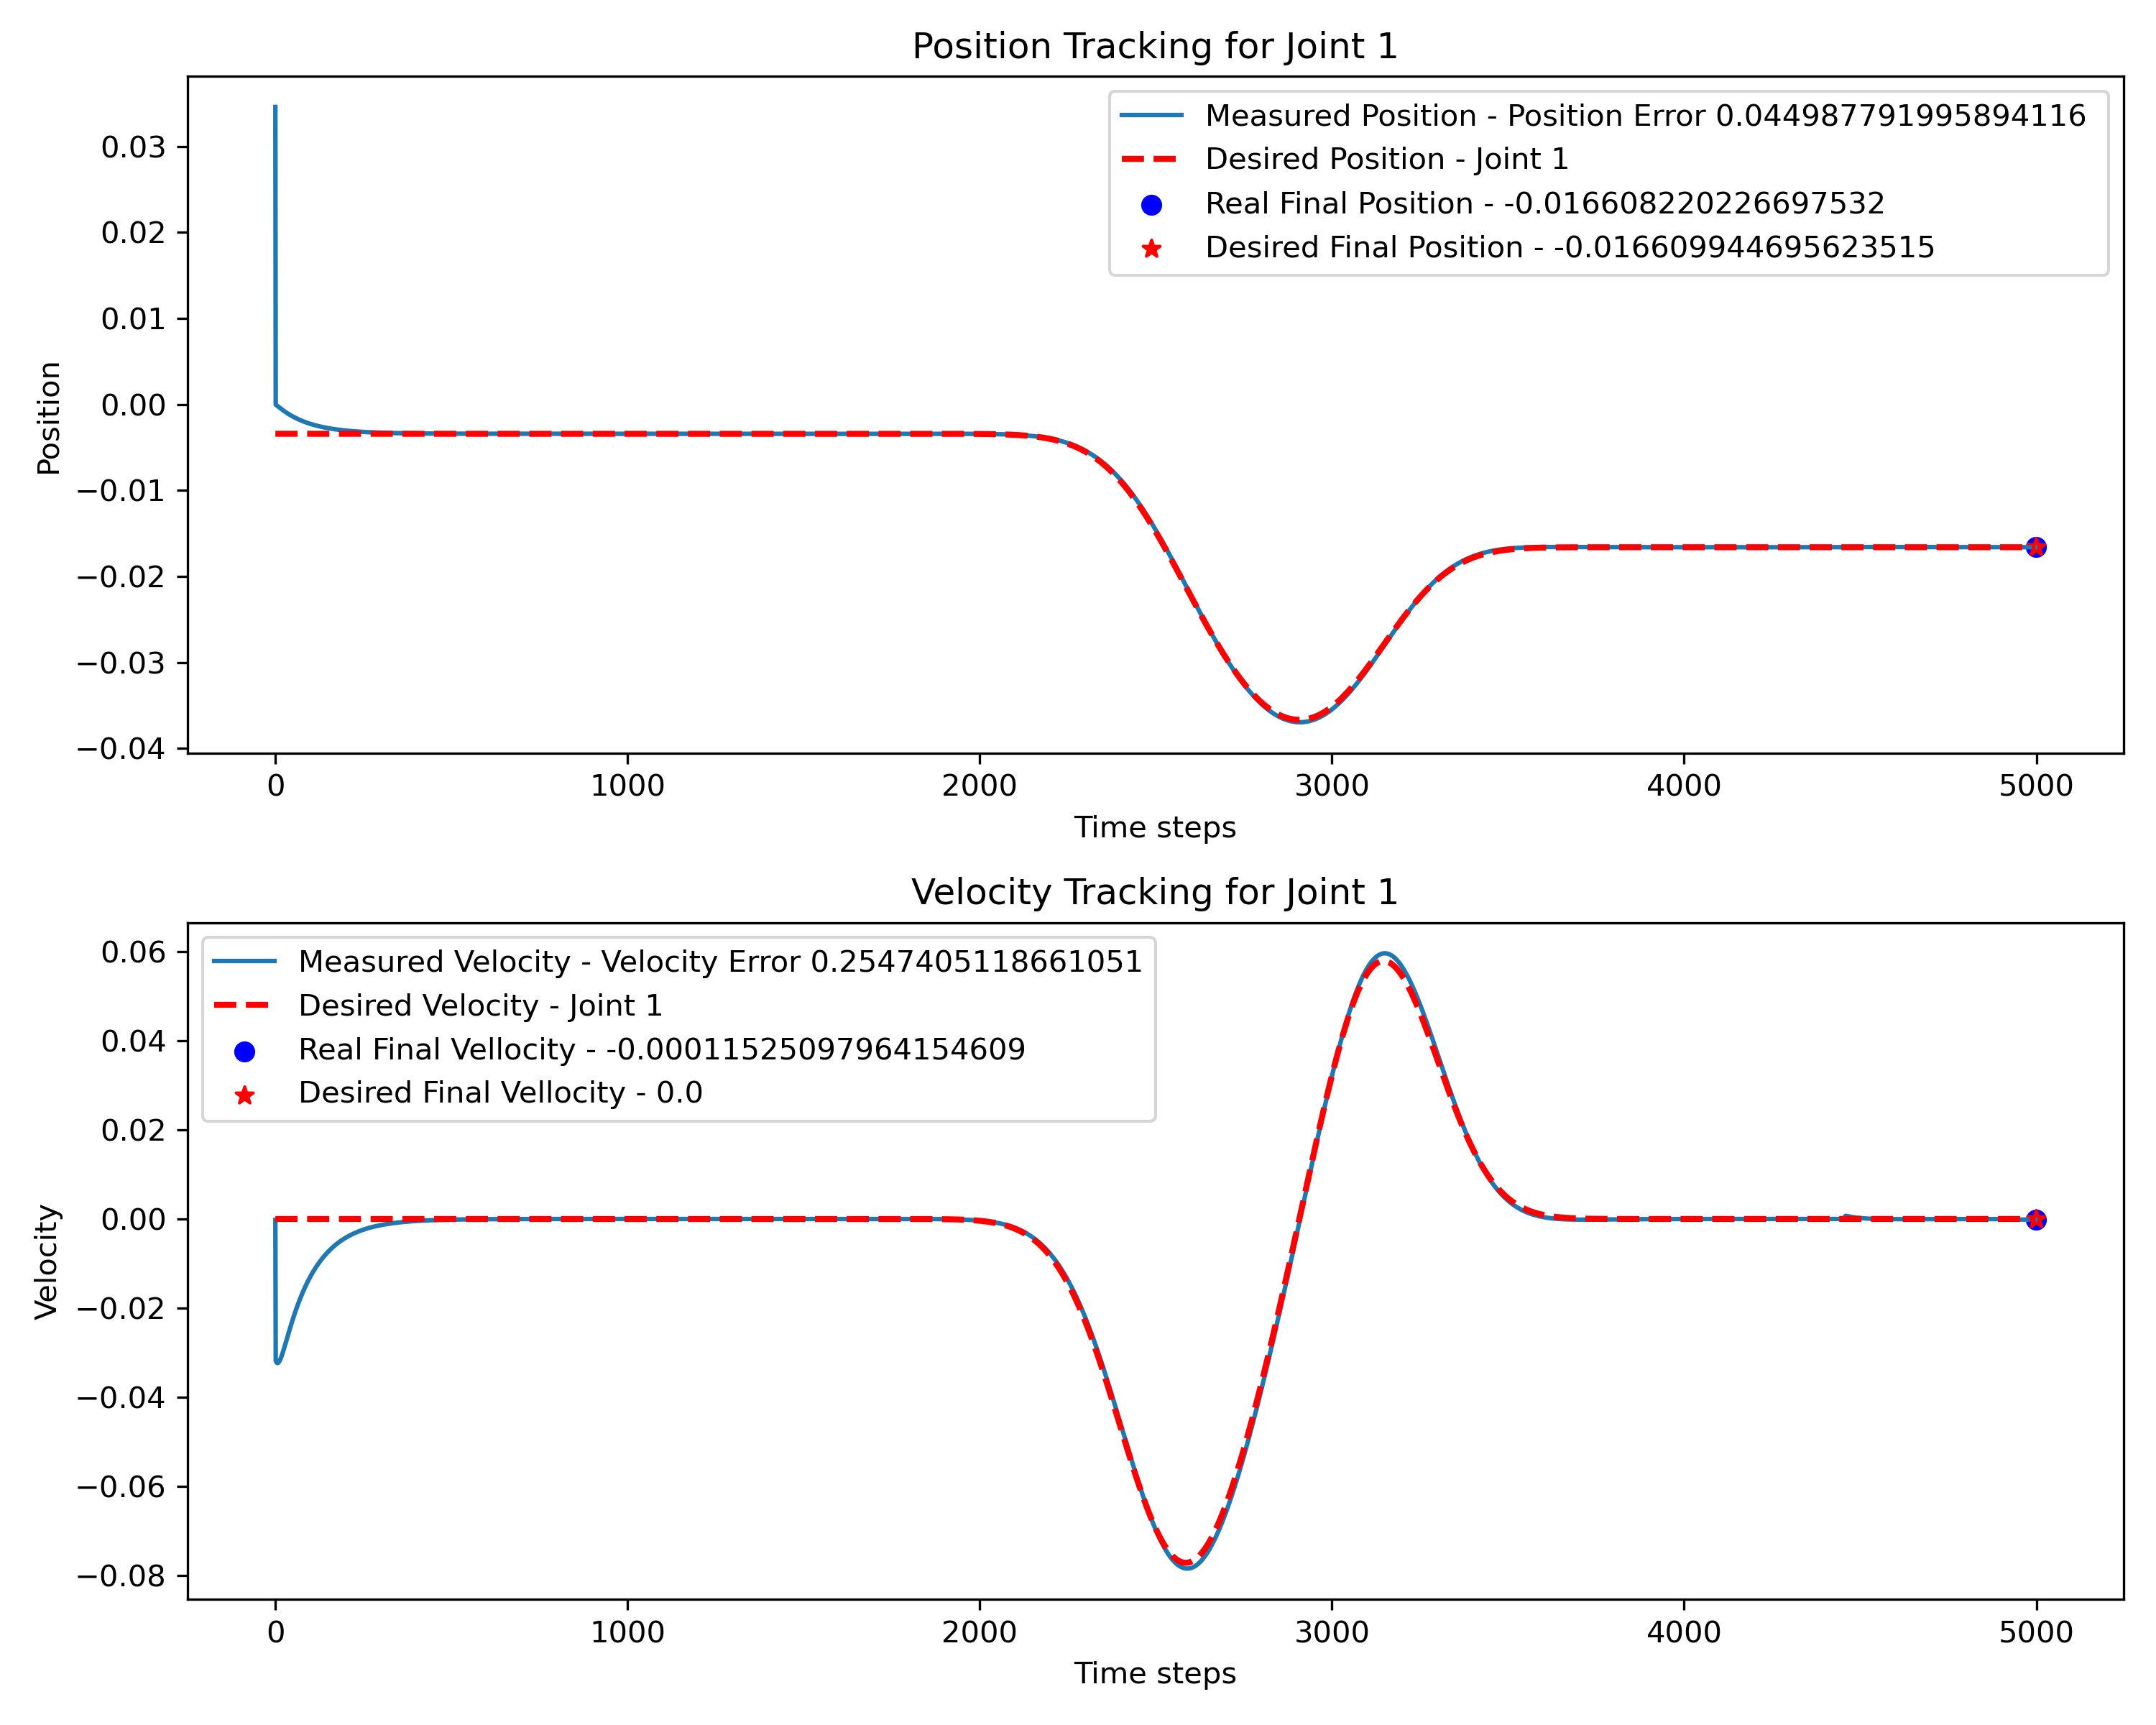 Position Tracking for Joint 1
Measured Position - Position Error 0.044987791995894116
Desired Position - Joint 1
Real Final Position - -0.016608220226697532
Desired Final Position - -0.016609944695623515
0.03
0.02
0.01
0.00
−0.01
−0.02
−0.03
−0.04
Position
0 1000 2000 3000 4000 5000
Time steps
Velocity Tracking for Joint 1
Measured Velocity - Velocity Error 0.2547405118661051
Desired Velocity - Joint 1
Real Final Vellocity - -0.00011525097964154609
Desired Final Vellocity - 0.0
0.06
0.04
0.02
0.00
−0.02
−0.04
−0.06
−0.08
Velocity
0 1000 2000 3000 4000 5000
Time steps